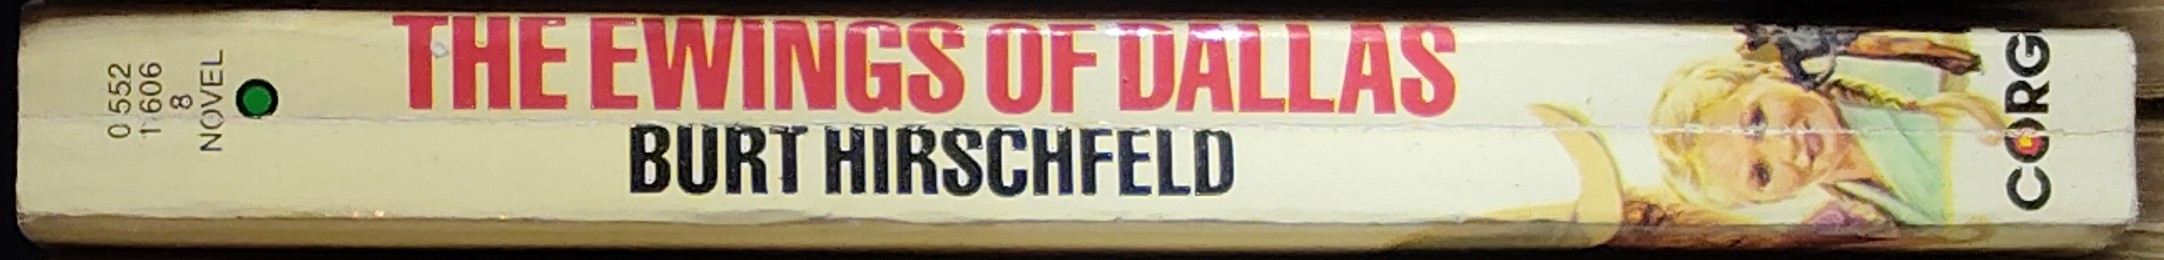 0 552
1 606
8
NOVEL
THE EWINGS OF DALLAS
BURT HIRSCHFELD
CORGI